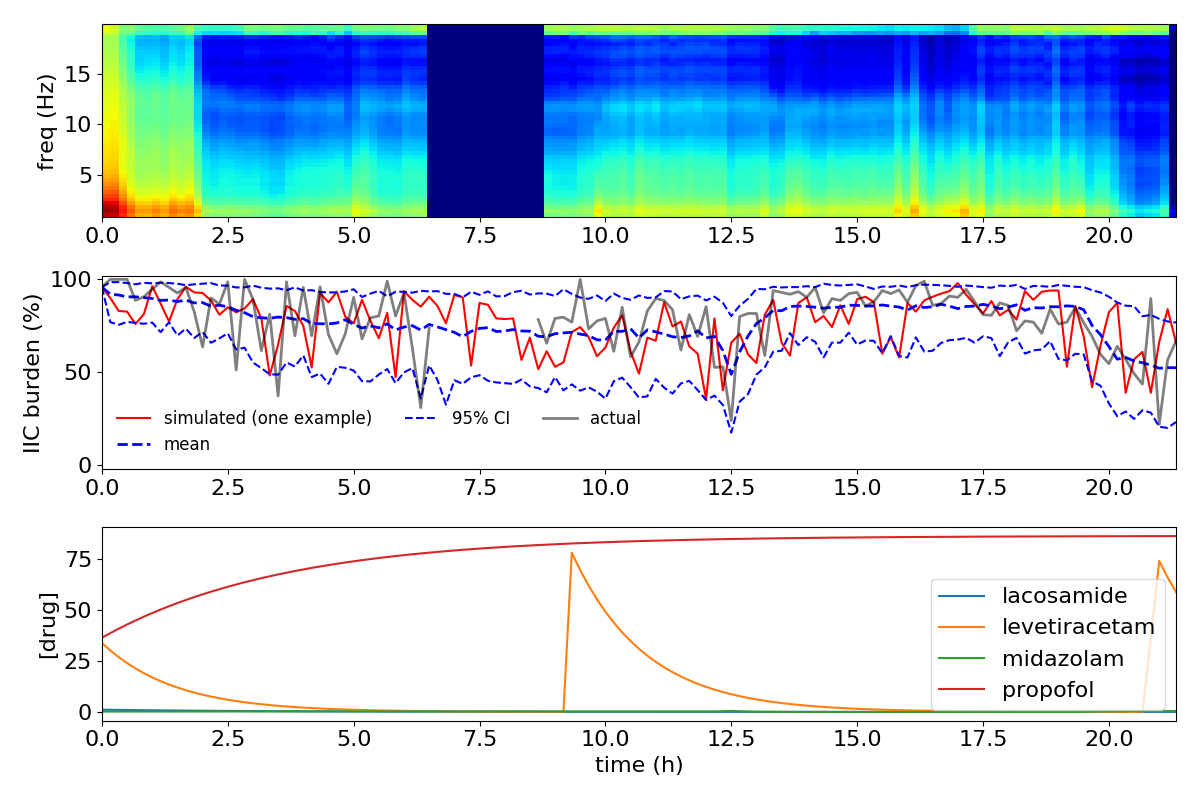 freq (Hz)
15
10
5
0.0 2.5 5.0 7.5 10.0 12.5 15.0 17.5 20.0
IIC burden (%)
100
50
0
simulated (one example) 95% CI actual
mean
0.0 2.5 5.0 7.5 10.0 12.5 15.0 17.5 20.0
[drug]
75
50
25
0
lacosamide
levetiracetam
midazolam
propofol
0.0 2.5 5.0 7.5 10.0 12.5 15.0 17.5 20.0
time (h)